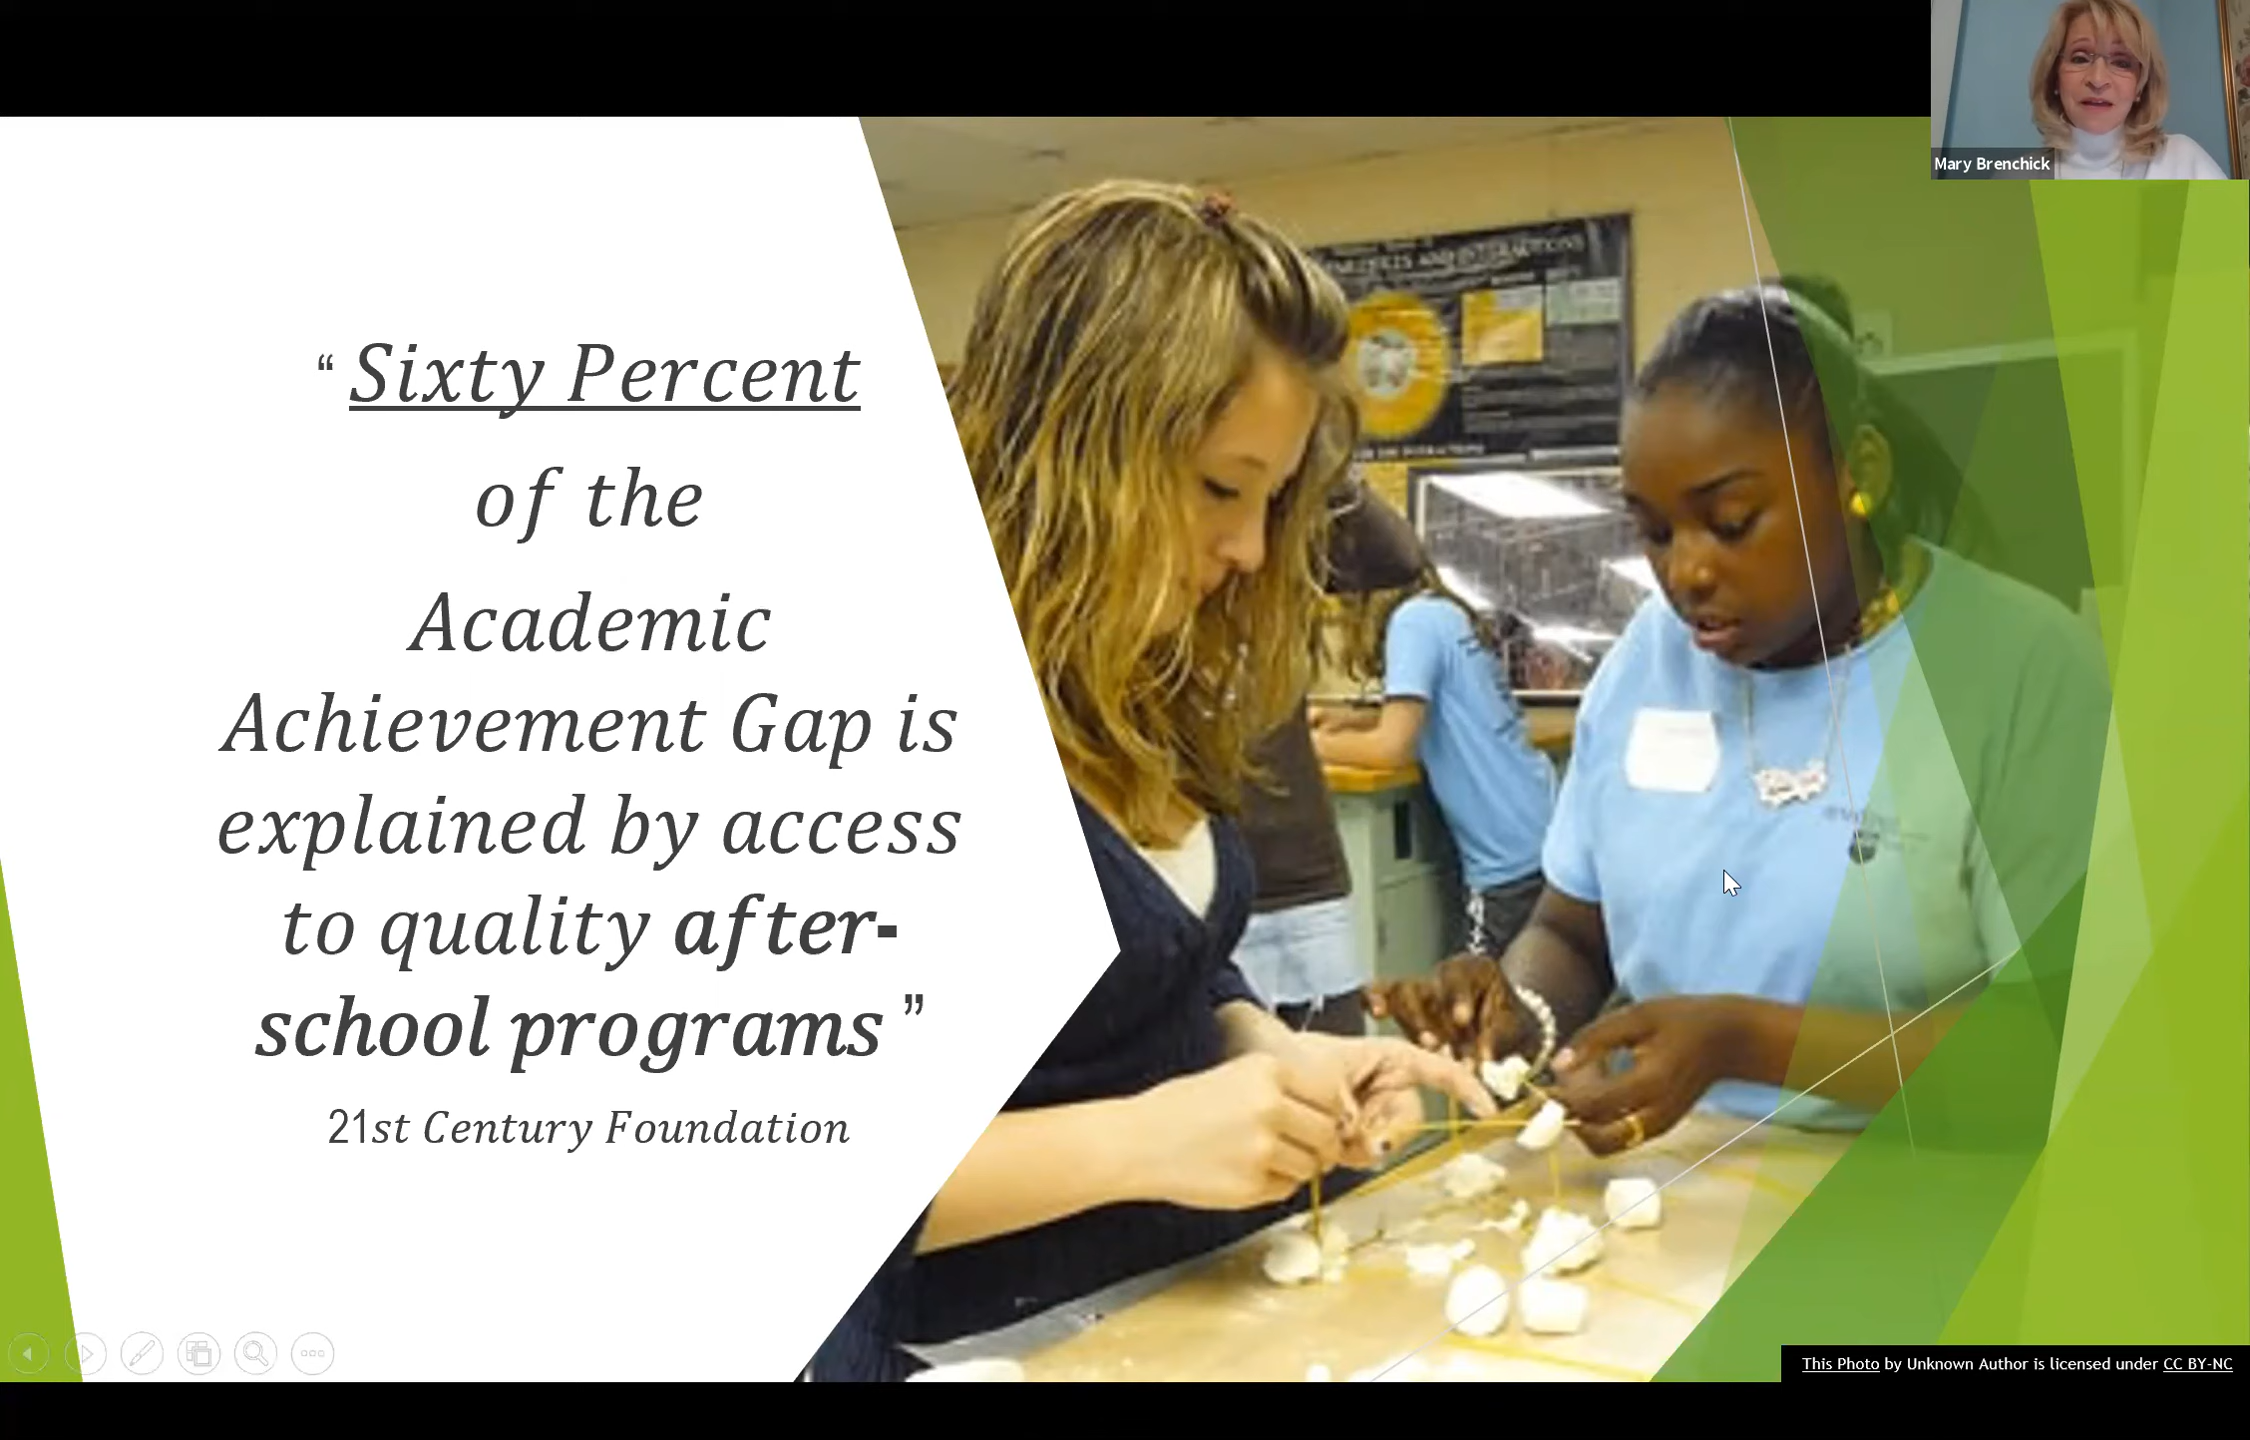 Mary Brenchick
“ Sixty Percent
of the
Academic
Achievement Gap is
explained by access
to quality after-
school programs ”
21st Century Foundation
This Photo by Unknown Author is licensed under CC BY-NC